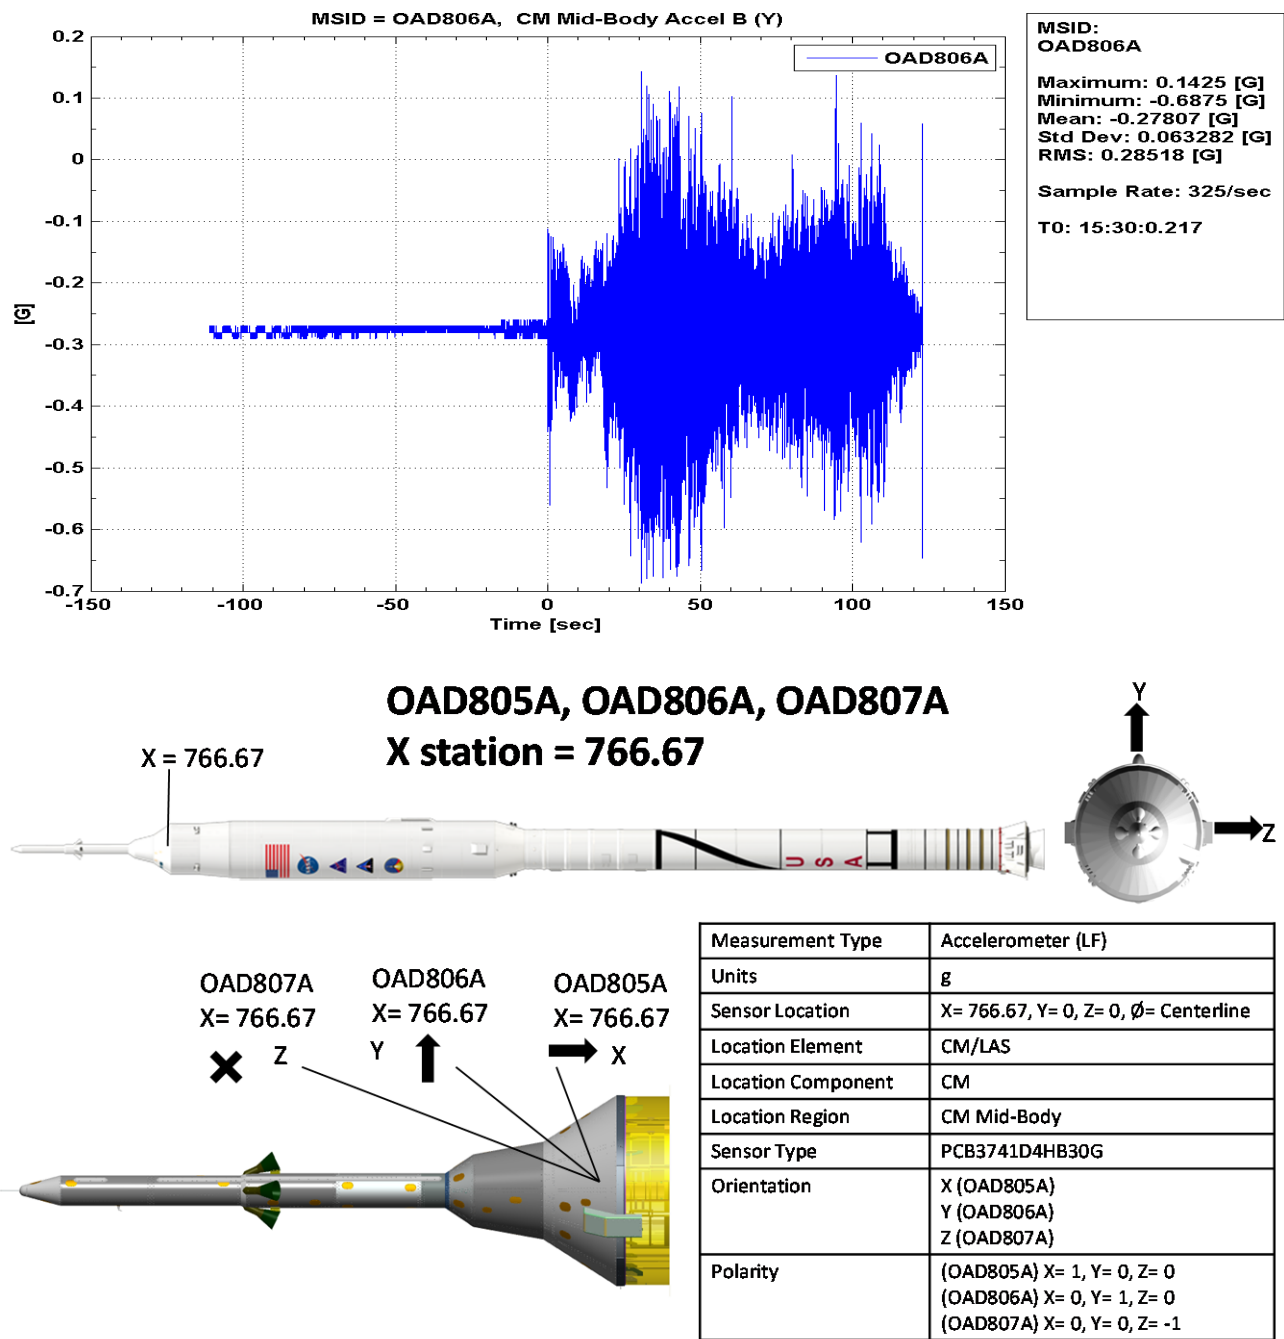 MSID = OAD806A,  CM Mid-Body Accel B (Y)
OAD806A
0.2
0.1
0
-0.1
-0.2
-0.3
-0.4
-0.5
-0.6
-0.7
[G]
-150
-100
-50
0
50
100
150
Time [sec]
MSID:
OAD806A
Maximum: 0.1425 [G]
Minimum: -0.6875 [G]
Mean: -0.27807 [G]
Std Dev: 0.063282 [G]
RMS: 0.28518 [G]
Sample Rate: 325/sec
T0: 15:30:0.217
OAD805A, OAD806A, OAD807A
X station = 766.67
X = 766.67
USA
Y
Z
OAD807A
X= 766.67
Z
OAD806A
X= 766.67
Y
OAD805A
X= 766.67
X
Measurement Type Accelerometer (LF)
Units g
Sensor Location X= 766.67, Y= 0, Z= 0, Ø= Centerline
Location Element CM/LAS
Location Component CM
Location Region CM Mid-Body
Sensor Type PCB3741D4HB30G
Orientation X (OAD805A)
Y (OAD806A)
Z (OAD807A)
Polarity (OAD805A) X= 1, Y= 0, Z= 0
(OAD806A) X= 0, Y= 1, Z= 0
(OAD807A) X= 0, Y= 0, Z= -1